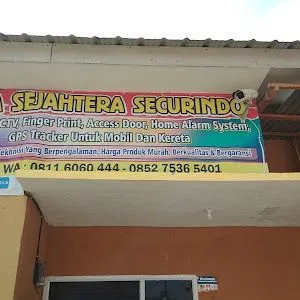 SEJAHTERA SECURINDO
CCTV, Finger Print, Access Door, Home Alarm System,
GPS Tracker Untuk Mobil Dan Kereta
Yang Berpengalaman, Harga Produk Murah, Berkualitas & Bergaransi
WA : 0811 6060 444 - 0852 7536 5401